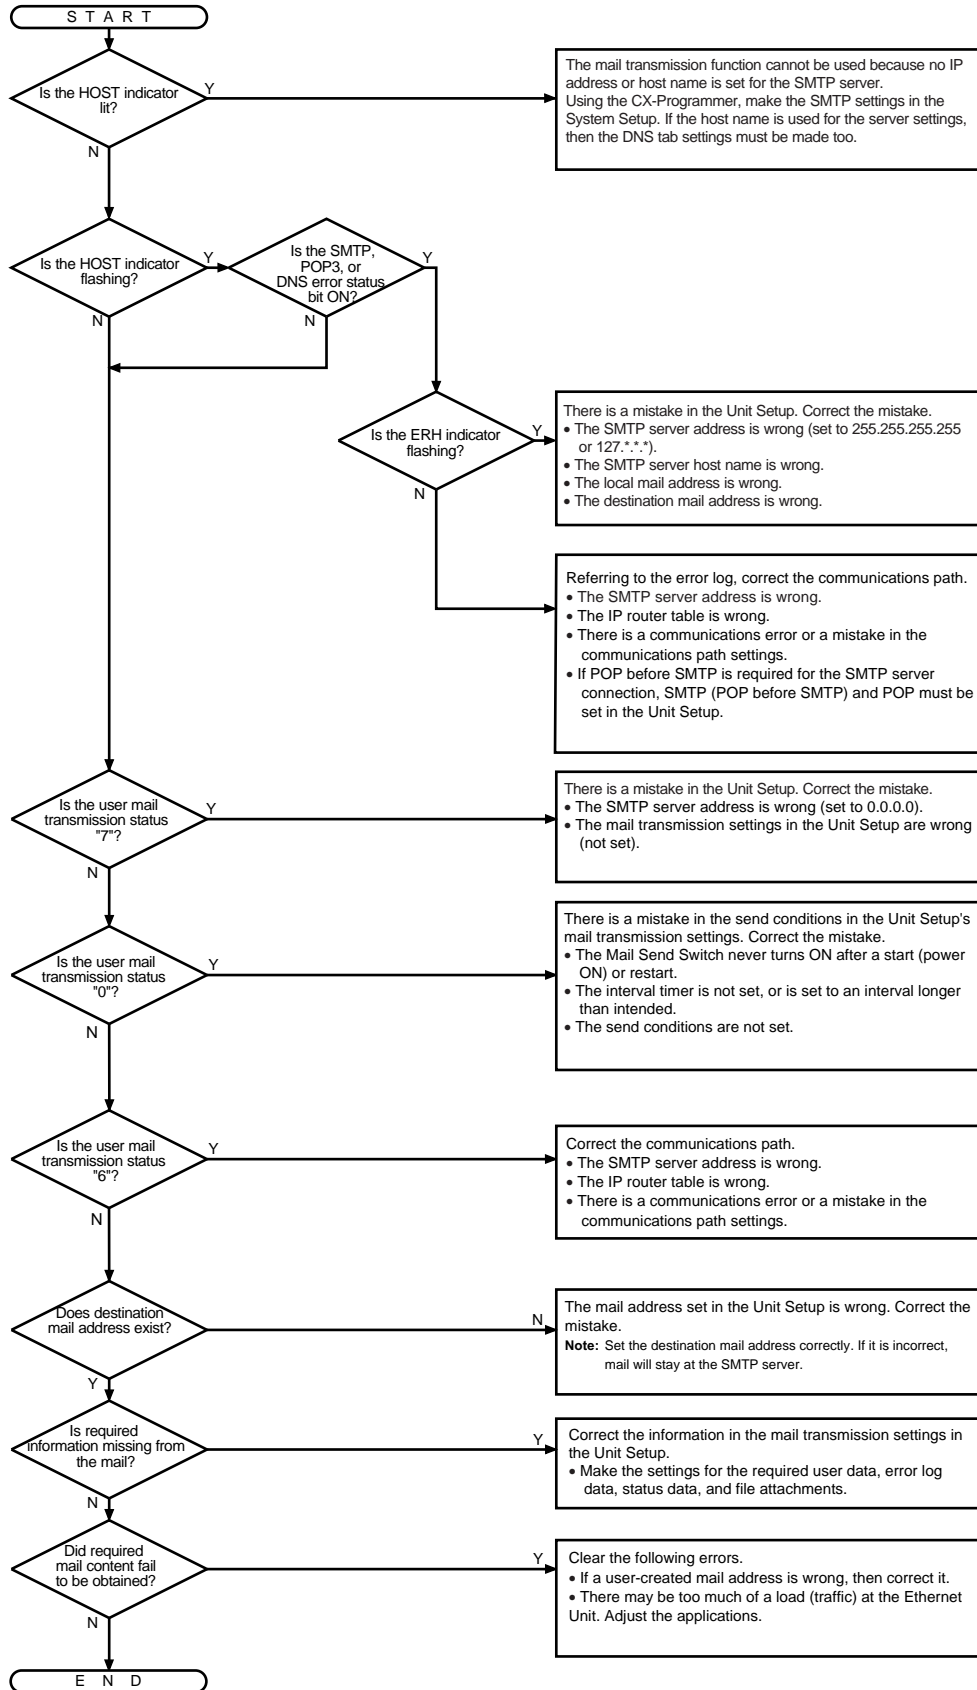 S T A R T
Is the HOST indicator
lit?
Y
N
The mail transmission function cannot be used because no IP
address or host name is set for the SMTP server.
Using the CX-Programmer, make the SMTP settings in the
System Setup. If the host name is used for the server settings,
then the DNS tab settings must be made too.
Is the HOST indicator
flashing?
Y
N
Is the SMTP,
POP3, or
DNS error status
bit ON?
Y
N
Is the ERH indicator
flashing?
Y
N
There is a mistake in the Unit Setup. Correct the mistake.
• The SMTP server address is wrong (set to 255.255.255.255
or 127.*.*.*).
• The SMTP server host name is wrong.
• The local mail address is wrong.
• The destination mail address is wrong.
Referring to the error log, correct the communications path.
• The SMTP server address is wrong.
• The IP router table is wrong.
• There is a communications error or a mistake in the
communications path settings.
• If POP before SMTP is required for the SMTP server
connection, SMTP (POP before SMTP) and POP must be
set in the Unit Setup.
Is the user mail
transmission status
"7"?
Y
N
There is a mistake in the Unit Setup. Correct the mistake.
• The SMTP server address is wrong (set to 0.0.0.0).
• The mail transmission settings in the Unit Setup are wrong
(not set).
Is the user mail
transmission status
"0"?
Y
N
There is a mistake in the send conditions in the Unit Setup's
mail transmission settings. Correct the mistake.
• The Mail Send Switch never turns ON after a start (power
ON) or restart.
• The interval timer is not set, or is set to an interval longer
than intended.
• The send conditions are not set.
Is the user mail
transmission status
"6"?
Y
N
Correct the communications path.
• The SMTP server address is wrong.
• The IP router table is wrong.
• There is a communications error or a mistake in the
communications path settings.
Does destination
mail address exist?
N
Y
The mail address set in the Unit Setup is wrong. Correct the
mistake.
Note: Set the destination mail address correctly. If it is incorrect,
mail will stay at the SMTP server.
Is required
information missing from
the mail?
Y
N
Correct the information in the mail transmission settings in
the Unit Setup.
• Make the settings for the required user data, error log
data, status data, and file attachments.
Did required
mail content fail
to be obtained?
Y
N
Clear the following errors.
• If a user-created mail address is wrong, then correct it.
• There may be too much of a load (traffic) at the Ethernet
Unit. Adjust the applications.
E N D